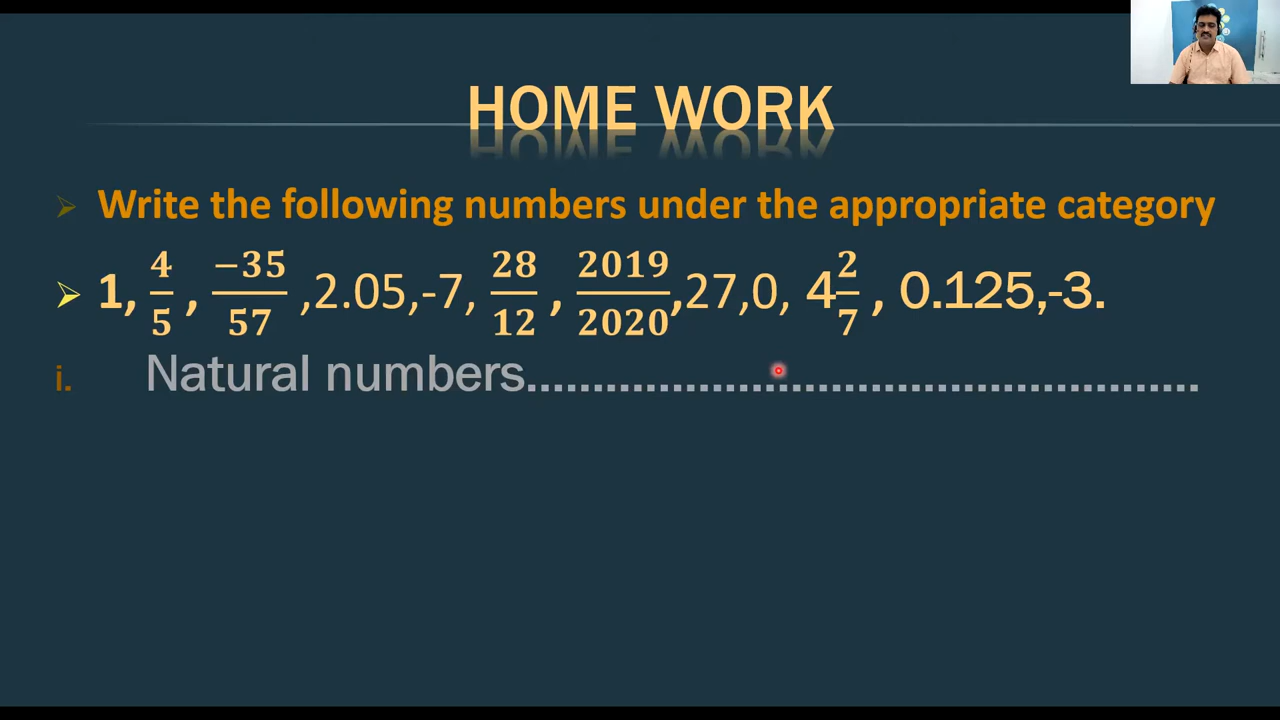 HOME WORK
Write the following numbers under the appropriate category
1, 4/5, -35/57 ,2.05,-7, 28/12, 2019/2020,27,0, 4 2/7, 0.125,-3.
i. Natural numbers...................................................